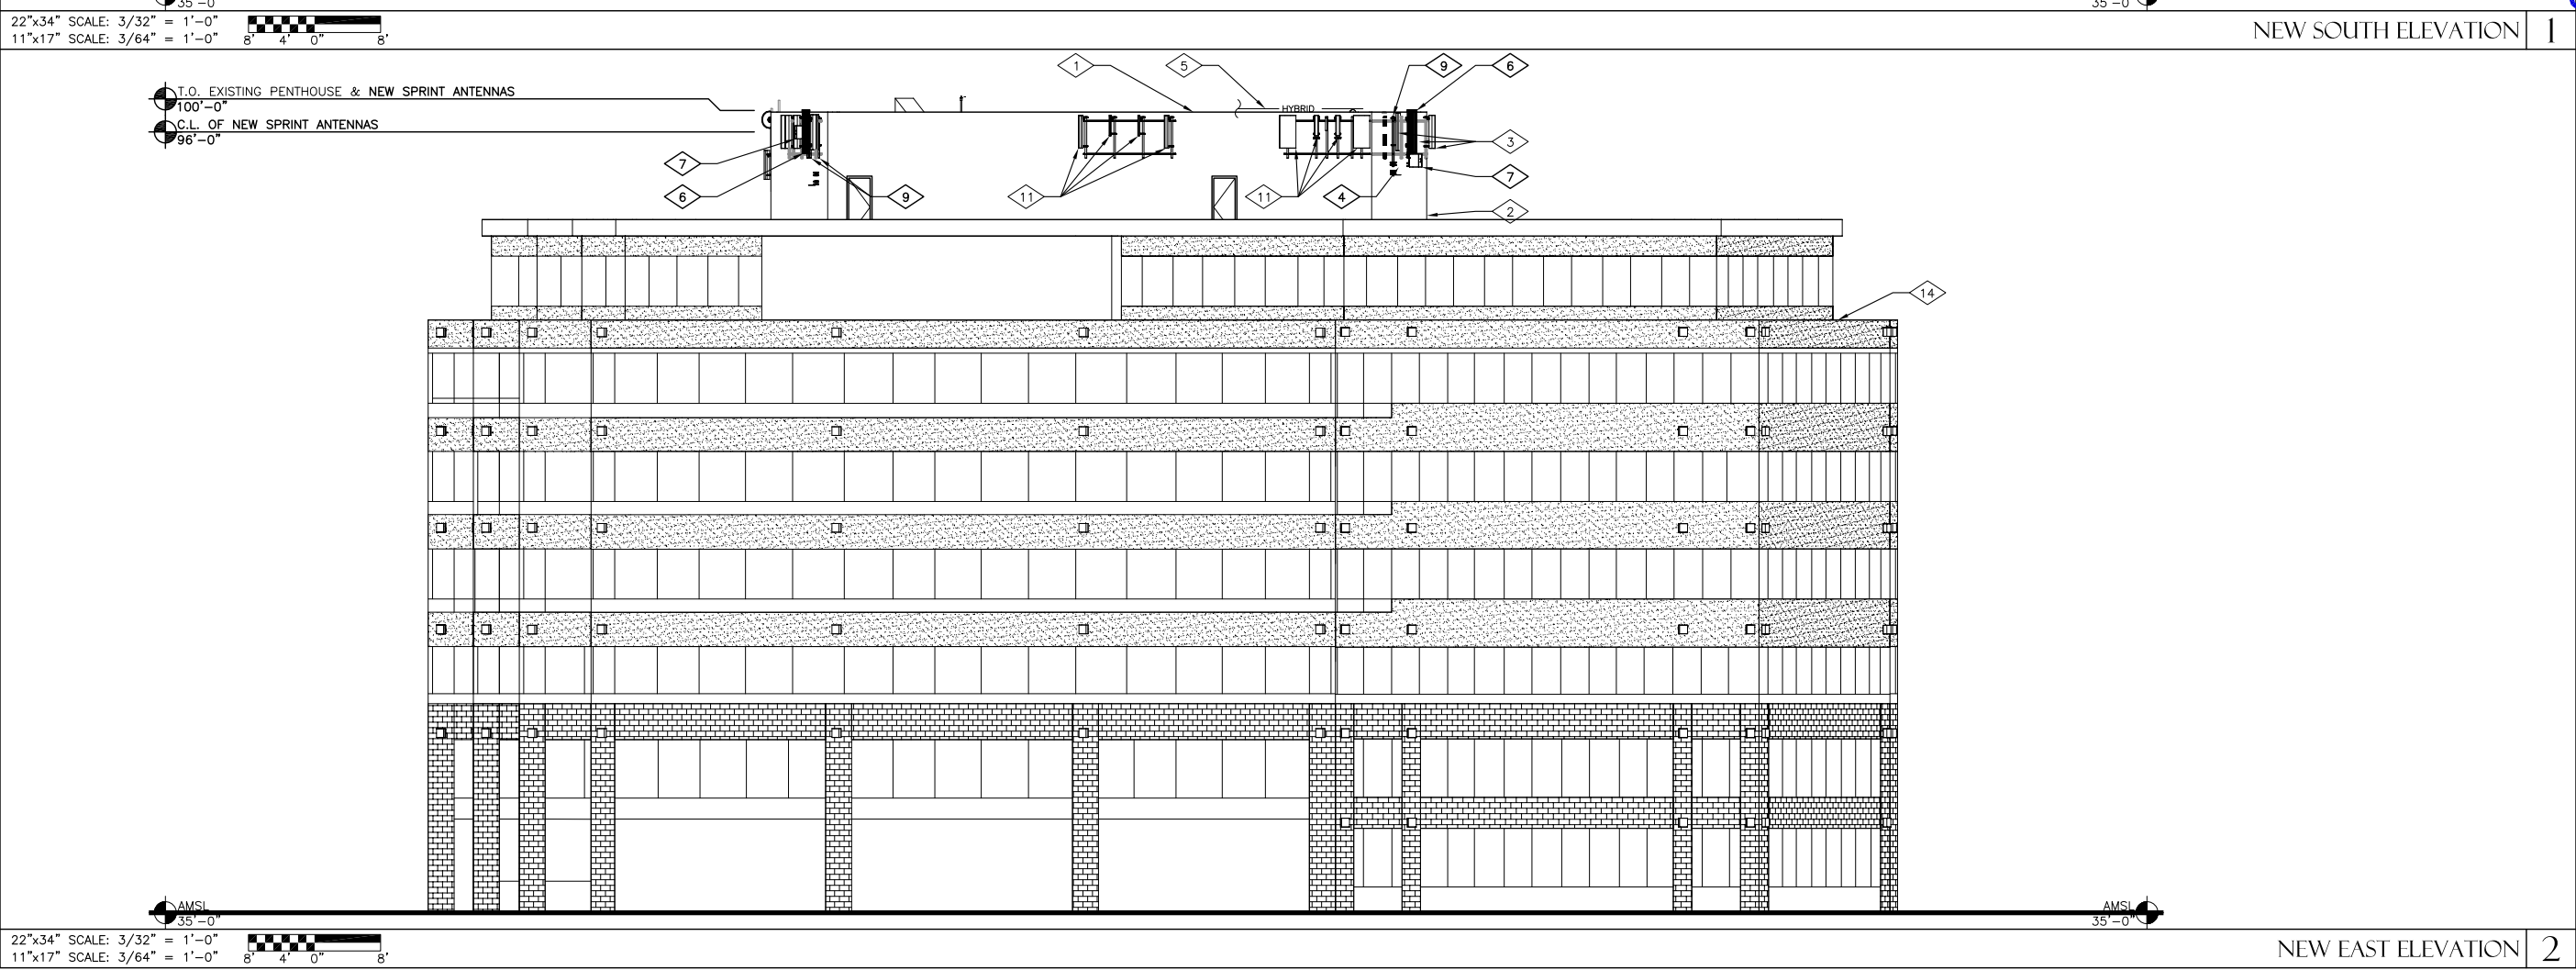 35'-0"
35'-0"
22"x34" SCALE: 3/32" = 1'-0"
11"x17" SCALE: 3/64" = 1'-0"
8' 4' 0" 8'
NEW SOUTH ELEVATION 1
1 5 9 6
T.O. EXISTING PENTHOUSE & NEW SPRINT ANTENNAS
100'-0"
HYBRID
C.L. OF NEW SPRINT ANTENNAS
96'-0"
3
7 7
6 9 11 11 4
2
14
AMSL
35'-0"
AMSL
35'-0"
22"x34" SCALE: 3/32" = 1'-0"
11"x17" SCALE: 3/64" = 1'-0"
8' 4' 0" 8'
NEW EAST ELEVATION 2